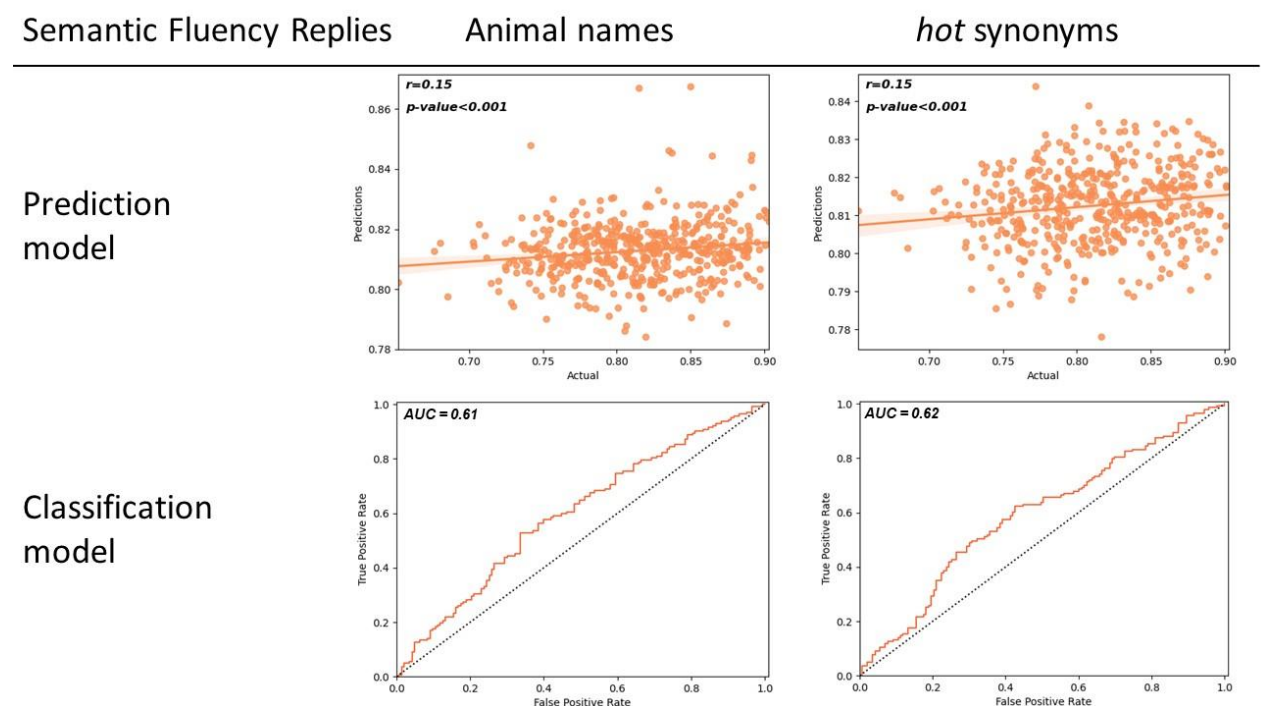 Semantic Fluency Replies Animal names hot synonyms
Prediction
model
r=0.15
p-value<0.001
0.86
0.84
0.82
0.80
0.78
Predictions
0.70 0.75 0.80 0.85 0.90
Actual
r=0.15
p-value<0.001
0.84
0.83
0.82
0.81
0.80
0.79
0.78
Predictions
0.70 0.75 0.80 0.85 0.90
Actual
Classification
model
AUC = 0.61
1.0
0.8
0.6
0.4
0.2
0.0
True Positive Rate
0.0 0.2 0.4 0.6 0.8 1.0
False Positive Rate
AUC = 0.62
1.0
0.8
0.6
0.4
0.2
0.0
True Positive Rate
0.0 0.2 0.4 0.6 0.8 1.0
False Positive Rate